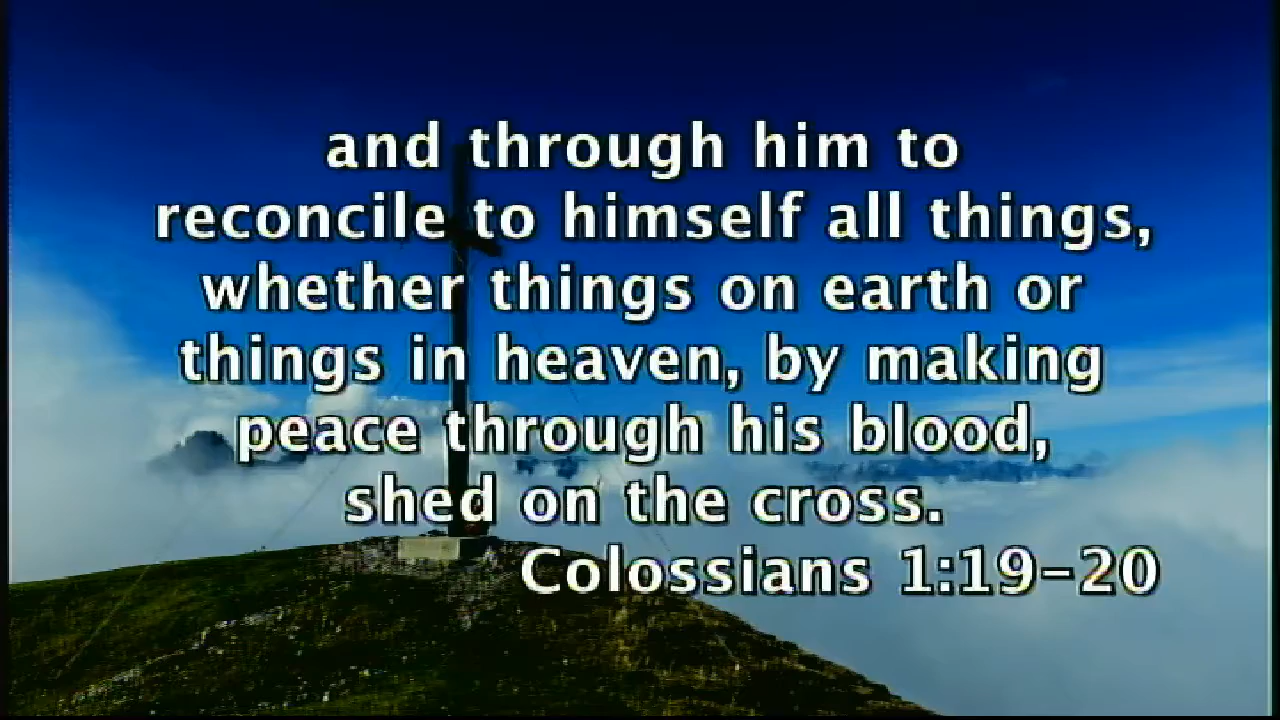 and through him to
reconcile to himself all things,
whether things on earth or
things in heaven, by making
peace through his blood,
shed on the cross.
Colossians 1:19-20